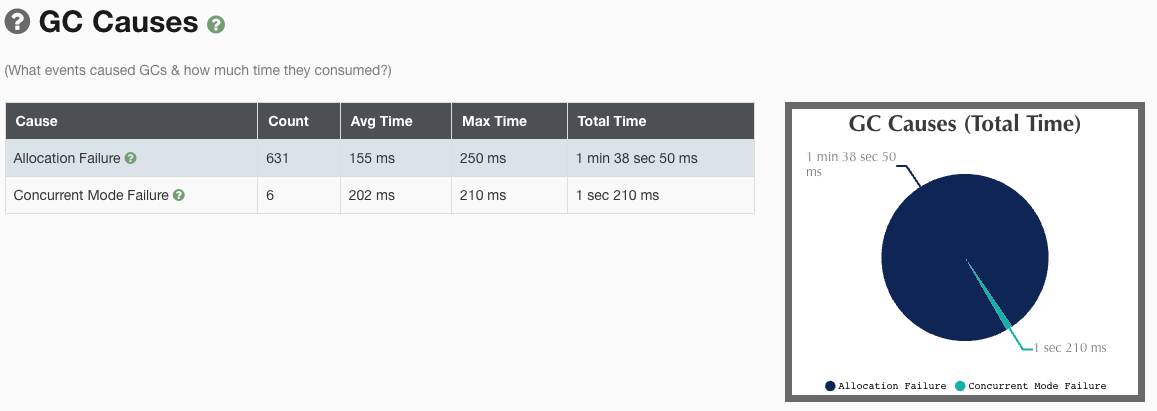 GC Causes
(What events caused GCs & how much time they consumed?)
Cause Count Avg Time Max Time Total Time
Allocation Failure 631 155 ms 250 ms 1 min 38 sec 50 ms
Concurrent Mode Failure 6 202 ms 210 ms 1 sec 210 ms
GC Causes (Total Time)
1 min 38 sec 50
ms
1 sec 210 ms
Allocation Failure Concurrent Mode Failure